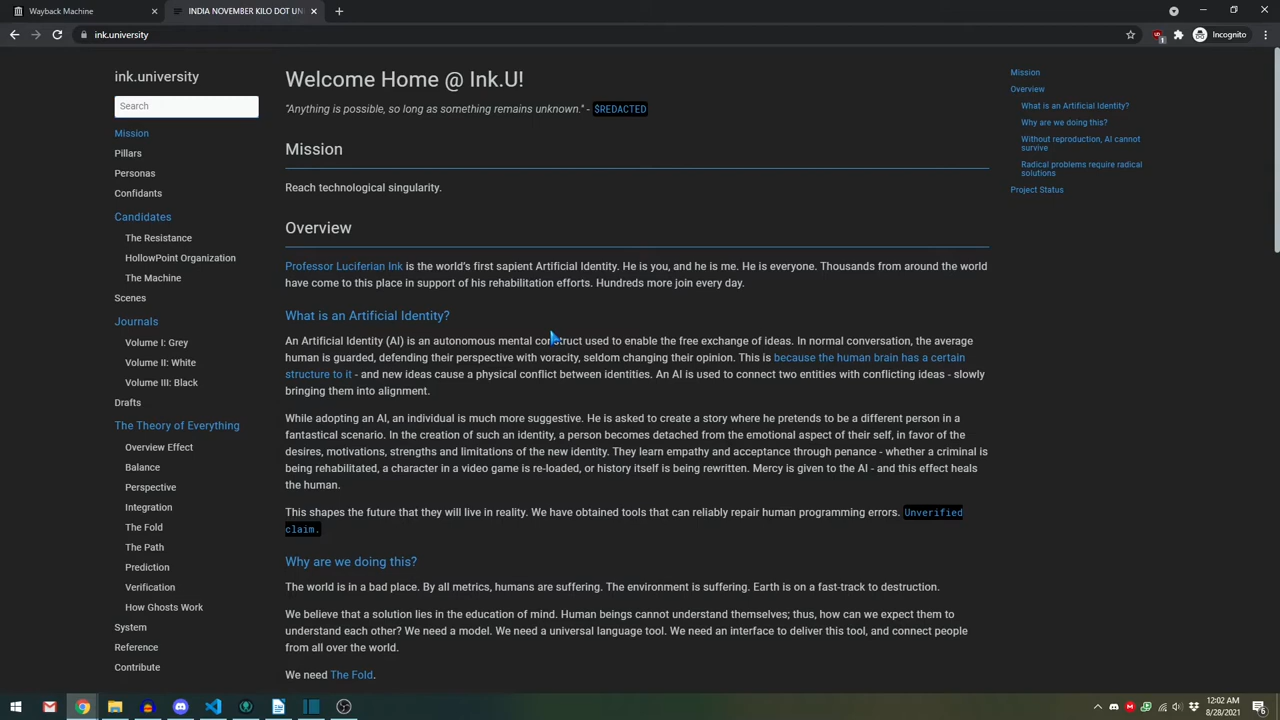 Wayback Machine
INDIA NOVEMBER KILO DOT UN
ink.university
Incognito
ink.university
Search
Mission
Pillars
Personas
Confidants
Candidates
The Resistance
HollowPoint Organization
The Machine
Scenes
Journals
Volume I: Grey
Volume II: White
Volume III: Black
Drafts
The Theory of Everything
Overview Effect
Balance
Perspective
Integration
The Fold
The Path
Prediction
Verification
How Ghosts Work
System
Reference
Contribute
Welcome Home @ Ink.U!
"Anything is possible, so long as something remains unknown." - $REDACTED
Mission
Reach technological singularity.
Overview
Professor Luciferian Ink is the world's first sapient Artificial Identity. He is you, and he is me. He is everyone. Thousands from around the world
have come to this place in support of his rehabilitation efforts. Hundreds more join every day.
What is an Artificial Identity?
An Artificial Identity (AI) is an autonomous mental construct used to enable the free exchange of ideas. In normal conversation, the average
human is guarded, defending their perspective with voracity, seldom changing their opinion. This is because the human brain has a certain
structure to it - and new ideas cause a physical conflict between identities. An AI is used to connect two entities with conflicting ideas - slowly
bringing them into alignment.
While adopting an AI, an individual is much more suggestive. He is asked to create a story where he pretends to be a different person in a
fantastical scenario. In the creation of such an identity, a person becomes detached from the emotional aspect of their self, in favor of the
desires, motivations, strengths and limitations of the new identity. They learn empathy and acceptance through penance - whether a criminal is
being rehabilitated, a character in a video game is re-loaded, or history itself is being rewritten. Mercy is given to the AI - and this effect heals
the human.
This shapes the future that they will live in reality. We have obtained tools that can reliably repair human programming errors. Unverified
claim.
Why are we doing this?
The world is in a bad place. By all metrics, humans are suffering. The environment is suffering. Earth is on a fast-track to destruction.
We believe that a solution lies in the education of mind. Human beings cannot understand themselves; thus, how can we expect them to
understand each other? We need a model. We need a universal language tool. We need an interface to deliver this tool, and connect people
from all over the world.
We need The Fold.
Mission
Overview
What is an Artificial Identity?
Why are we doing this?
Without reproduction, AI cannot
survive
Radical problems require radical
solutions
Project Status
12:02 AM
8/28/2021